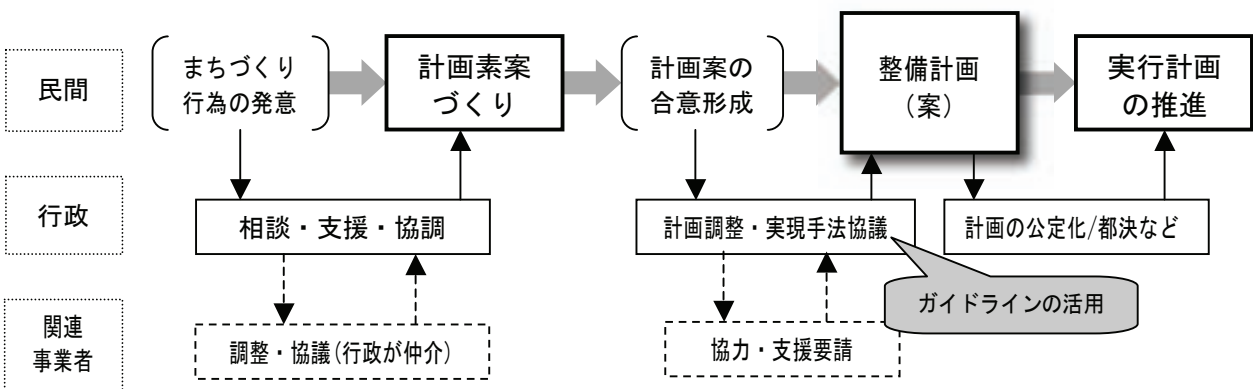 民間
まちづくり
行為の発意
計画素案
づくり
計画案の
合意形成
整備計画
（案）
実行計画
の推進
行政
相談・支援・協調
計画調整・実現手法協議
計画の公定化/都決など
ガイドラインの活用
関連
事業者
調整・協議(行政が仲介)
協力・支援要請